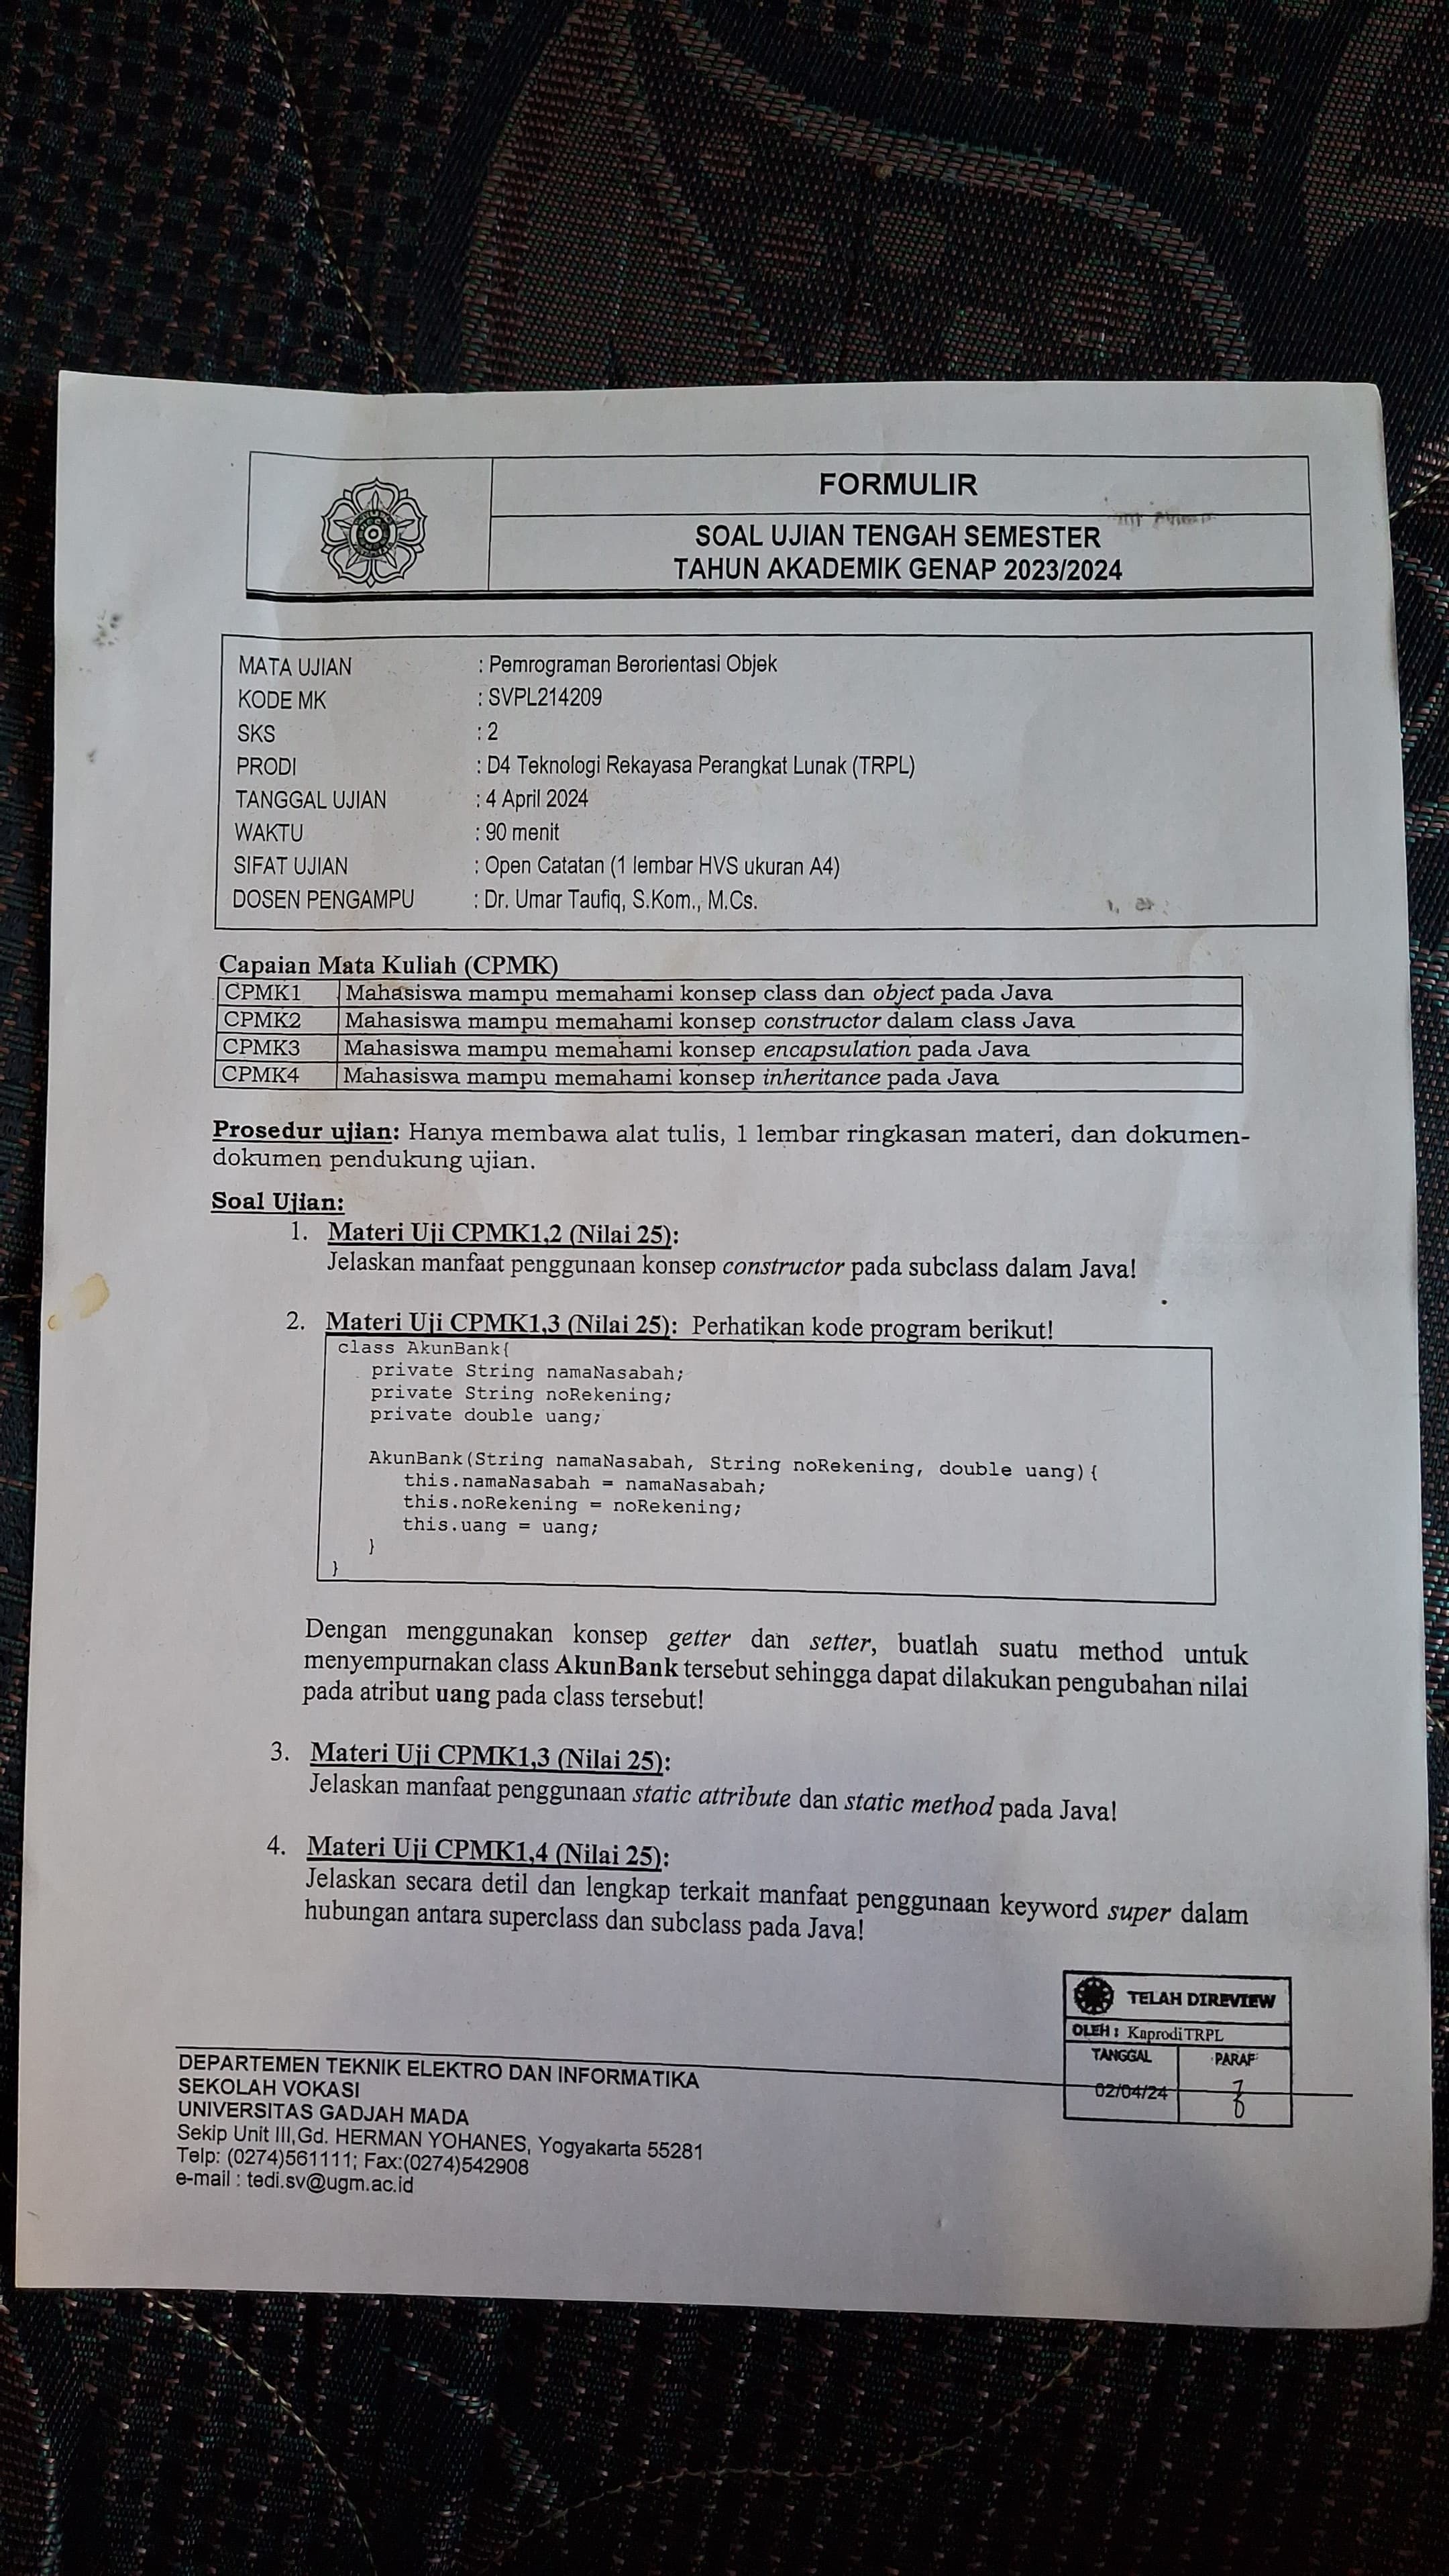 FORMULIR
SOAL UJIAN TENGAH SEMESTER
TAHUN AKADEMIK GENAP 2023/2024
MATA UJIAN : Pemrograman Berorientasi Objek
KODE MK : SVPL214209
SKS : 2
PRODI : D4 Teknologi Rekayasa Perangkat Lunak (TRPL)
TANGGAL UJIAN : 4 April 2024
WAKTU : 90 menit
SIFAT UJIAN : Open Catatan (1 lembar HVS ukuran A4)
DOSEN PENGAMPU : Dr. Umar Taufiq, S.Kom., M.Cs.
Capaian Mata Kuliah (CPMK)
CPMK1 Mahasiswa mampu memahami konsep class dan object pada Java
CPMK2 Mahasiswa mampu memahami konsep constructor dalam class Java
CPMK3 Mahasiswa mampu memahami konsep encapsulation pada Java
CPMK4 Mahasiswa mampu memahami konsep inheritance pada Java
Prosedur ujian: Hanya membawa alat tulis, 1 lembar ringkasan materi, dan dokumen-
dokumen pendukung ujian.
Soal Ujian:
1. Materi Uji CPMK1,2 (Nilai 25):
Jelaskan manfaat penggunaan konsep constructor pada subclass dalam Java!
2. Materi Uji CPMK1,3 (Nilai 25): Perhatikan kode program berikut!
class AkunBank{
private String namaNasabah;
private String noRekening;
private double uang;
AkunBank(String namaNasabah, String noRekening, double uang){
this.namaNasabah = namaNasabah;
this.noRekening = noRekening;
this.uang = uang;
}
}
Dengan menggunakan konsep getter dan setter, buatlah suatu method untuk
menyempurnakan class AkunBank tersebut sehingga dapat dilakukan pengubahan nilai
pada atribut uang pada class tersebut!
3. Materi Uji CPMK1,3 (Nilai 25):
Jelaskan manfaat penggunaan static attribute dan static method pada Java!
4. Materi Uji CPMK1,4 (Nilai 25):
Jelaskan secara detil dan lengkap terkait manfaat penggunaan keyword super dalam
hubungan antara superclass dan subclass pada Java!
TELAH DIREVIEW
OLEH : Kaprodi TRPL
TANGGAL PARAF
02/04/24
DEPARTEMEN TEKNIK ELEKTRO DAN INFORMATIKA
SEKOLAH VOKASI
UNIVERSITAS GADJAH MADA
Sekip Unit III,Gd. HERMAN YOHANES, Yogyakarta 55281
Telp: (0274)561111; Fax:(0274)542908
e-mail : tedi.sv@ugm.ac.id